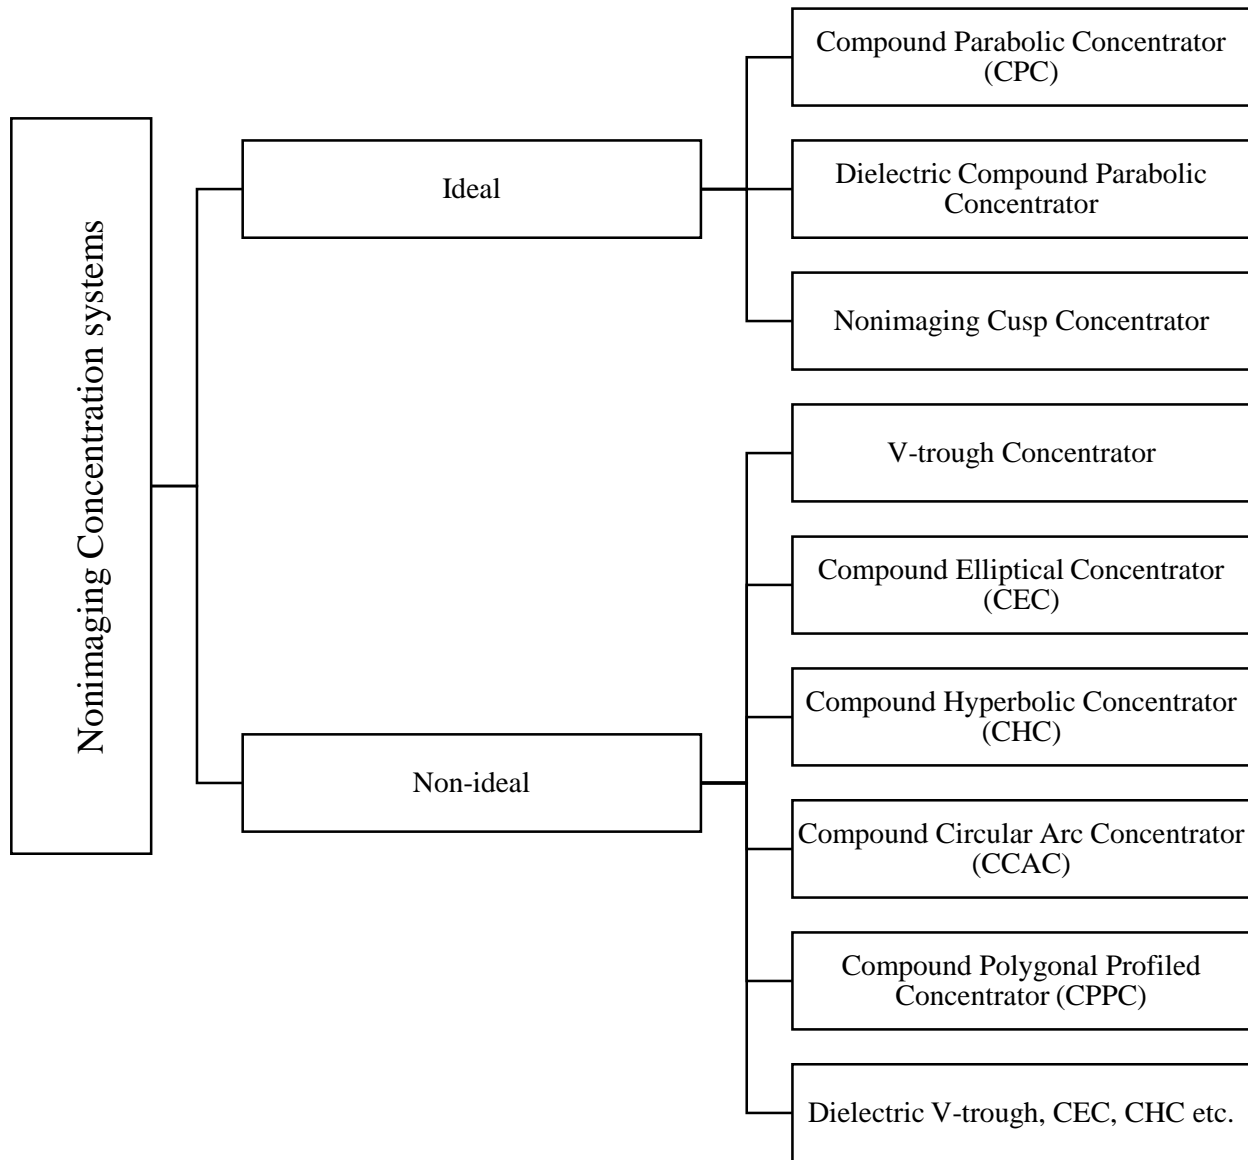 Nonimaging Concentration systems
Ideal
Compound Parabolic Concentrator
(CPC)
Dielectric Compound Parabolic
Concentrator
Nonimaging Cusp Concentrator
Non-ideal
V-trough Concentrator
Compound Elliptical Concentrator
(CEC)
Compound Hyperbolic Concentrator
(CHC)
Compound Circular Arc Concentrator
(CCAC)
Compound Polygonal Profiled
Concentrator (CPPC)
Dielectric V-trough, CEC, CHC etc.